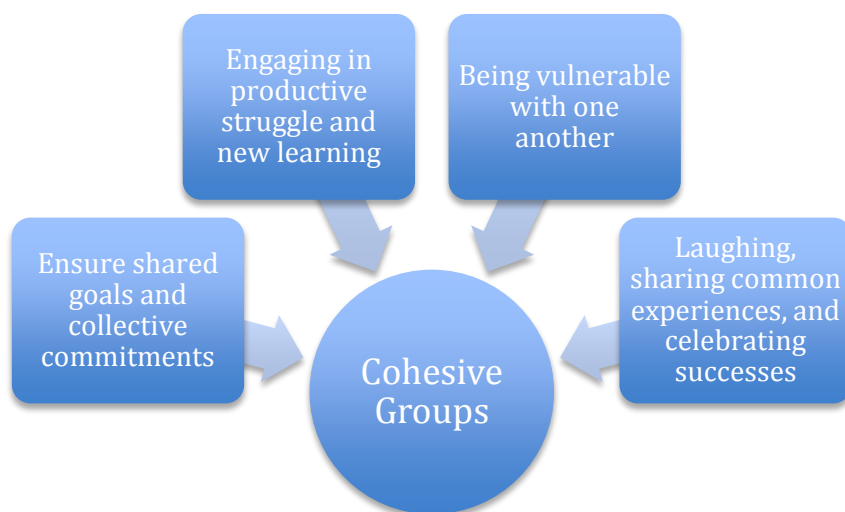 Ensure shared
goals and
collective
commitments
Engaging in
productive
struggle and
new learning
Being vulnerable
with one
another
Laughing,
sharing common
experiences, and
celebrating
successes
Cohesive
Groups